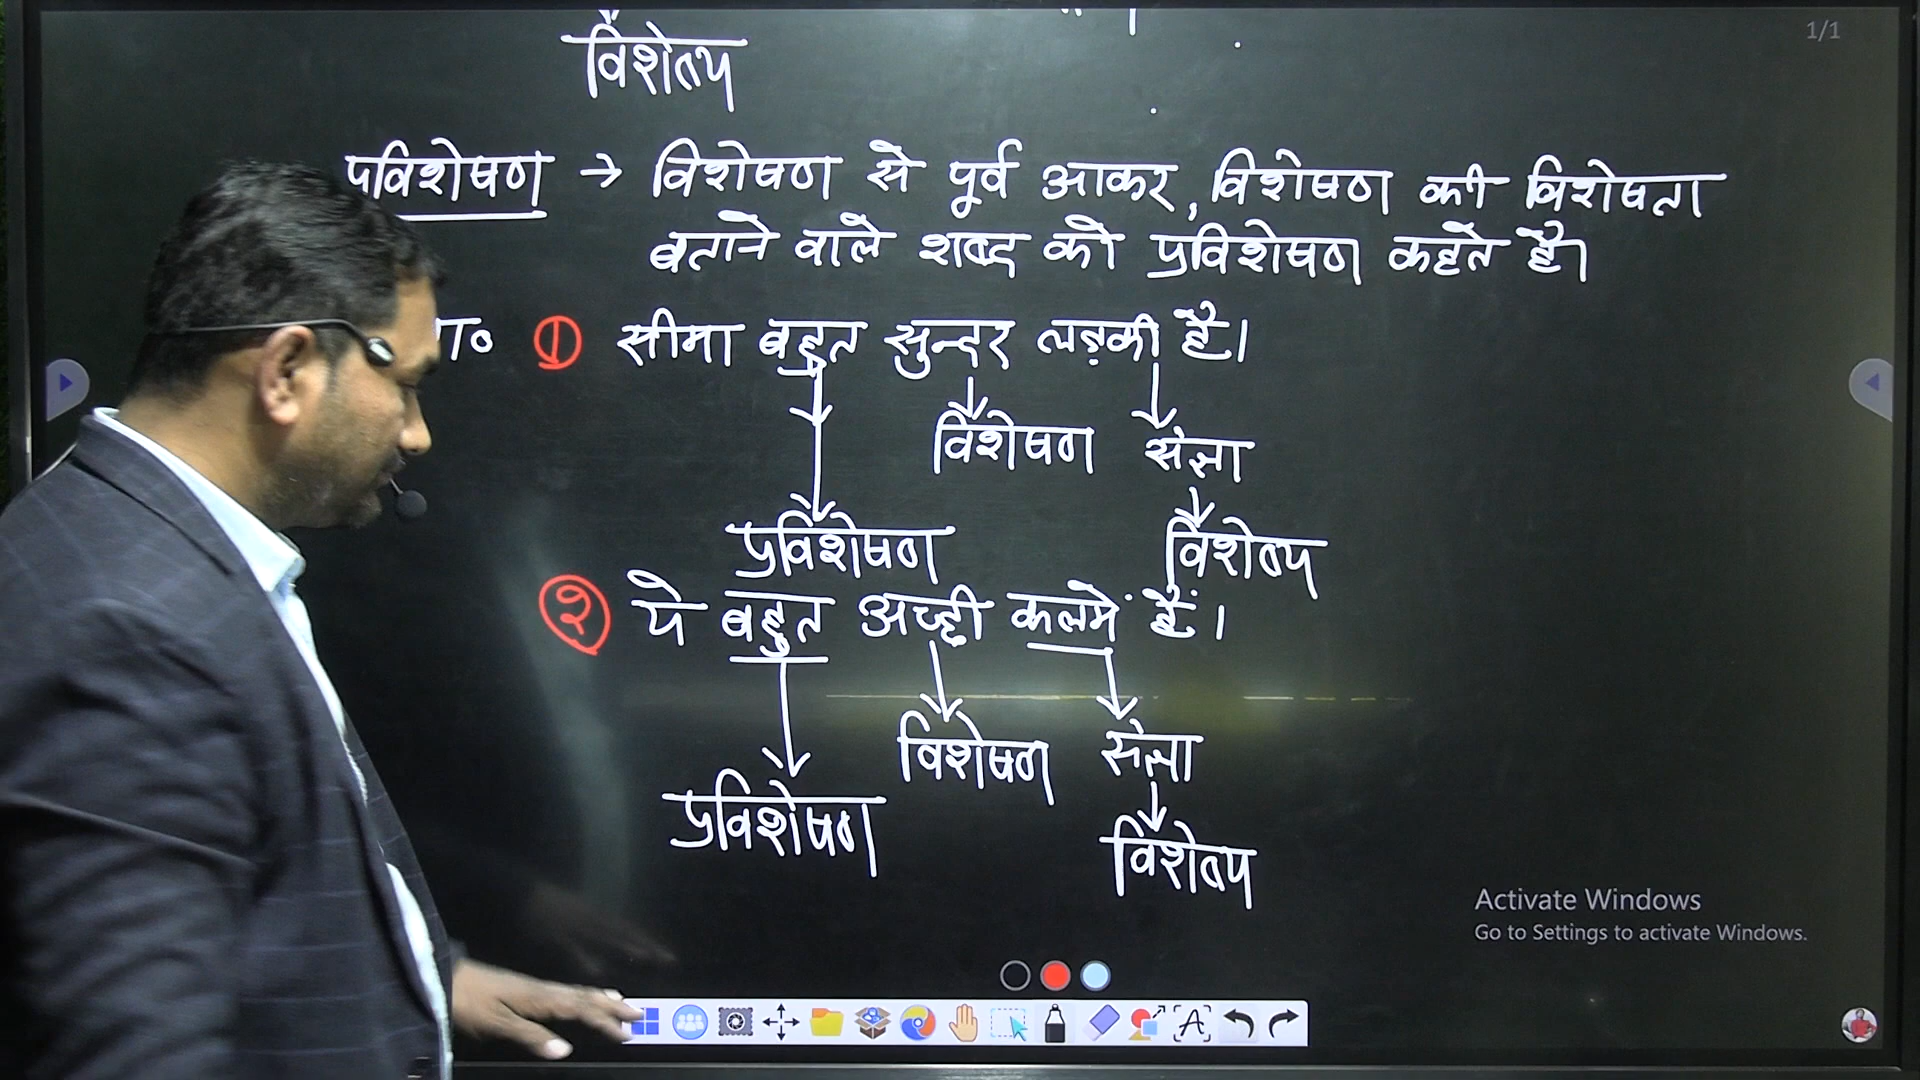 1/1
विशेष्य
प्रविशेषण → विशेषण से पूर्व आकर, विशेषण की विशेषता
बताने वाले शब्द को प्रविशेषण कहते है।
① सीमा बहुत सुन्दर लड़की है।
विशेषण संज्ञा
प्रविशेषण विशेष्य
② ये बहुत अच्छी कलमें हैं।
विशेषण संज्ञा
प्रविशेषण विशेष्य
Activate Windows
Go to Settings to activate Windows.